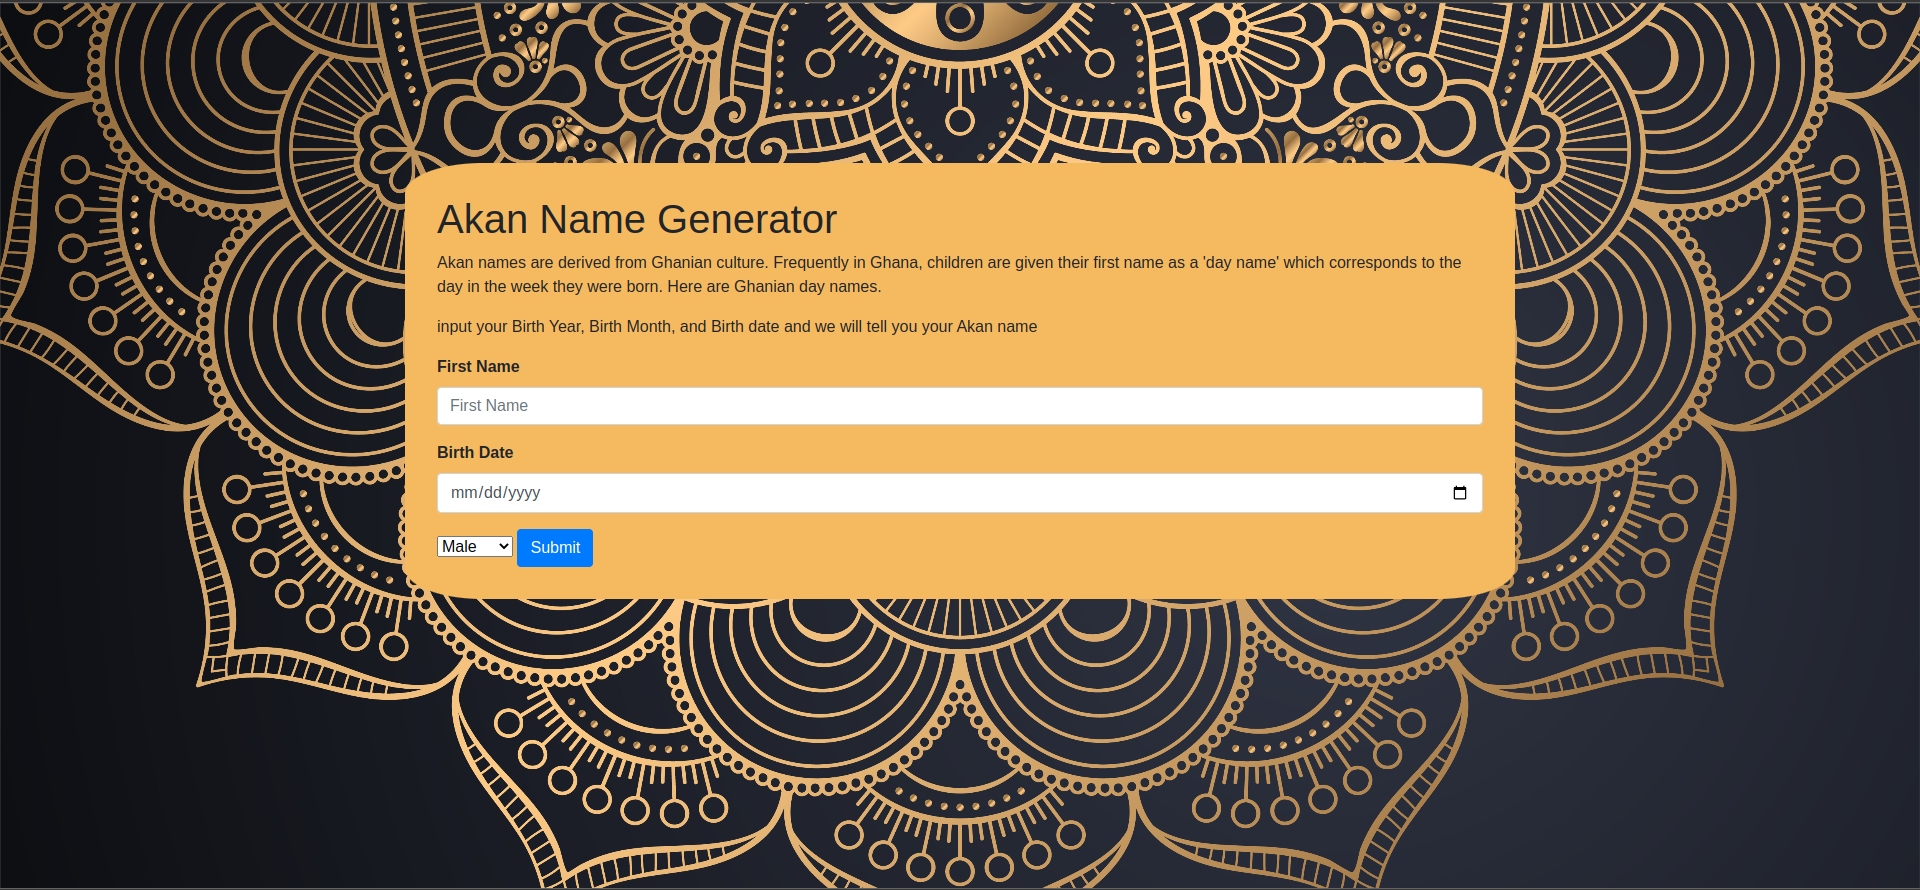 Akan Name Generator
Akan names are derived from Ghanian culture. Frequently in Ghana, children are given their first name as a 'day name' which corresponds to the
day in the week they were born. Here are Ghanian day names.
input your Birth Year, Birth Month, and Birth date and we will tell you your Akan name
First Name
First Name
Birth Date
mm/dd/yyyy
Male Submit